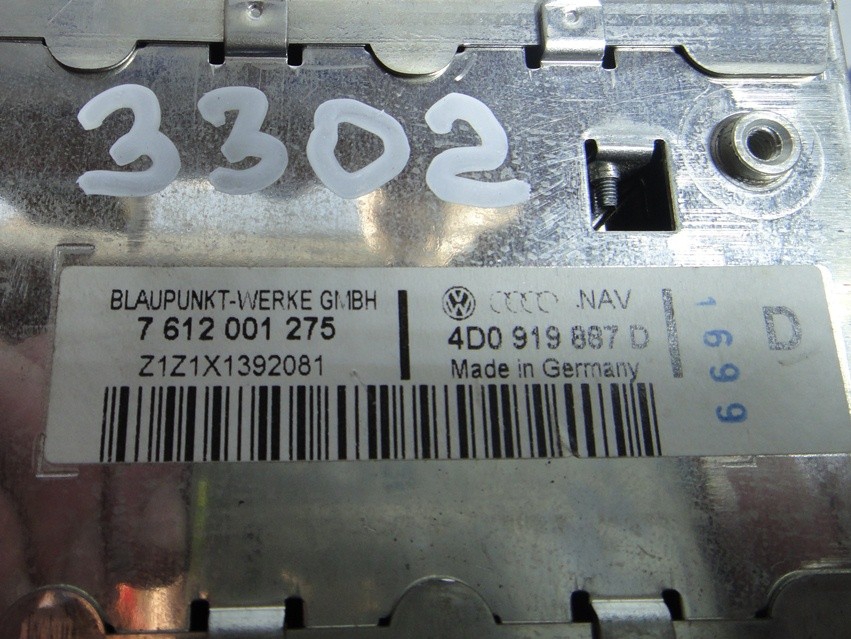 3302
BLAUPUNKT-WERKE GMBH
7 612 001 275
Z1Z1X1392081
.NAV
4D0 919 887 D
Made in Germany
1699
D